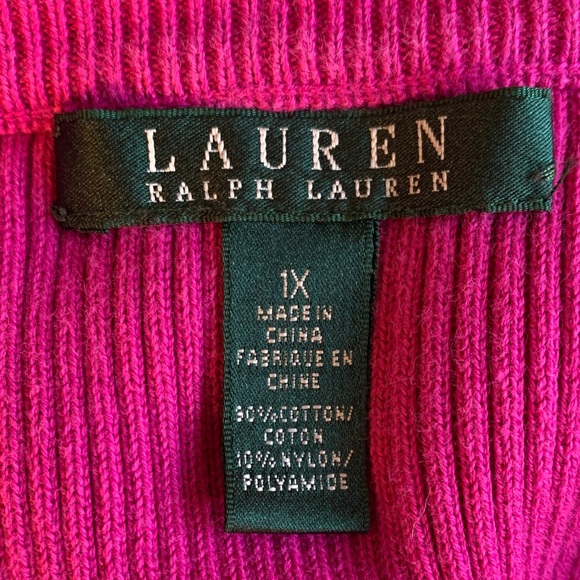 LAUREN
RALPH LAUREN
1X
MADE IN
CHINA
FABRIQUE EN
CHINE
90% COTTON/
COTON
10% NYLON/
POLYAMIDE